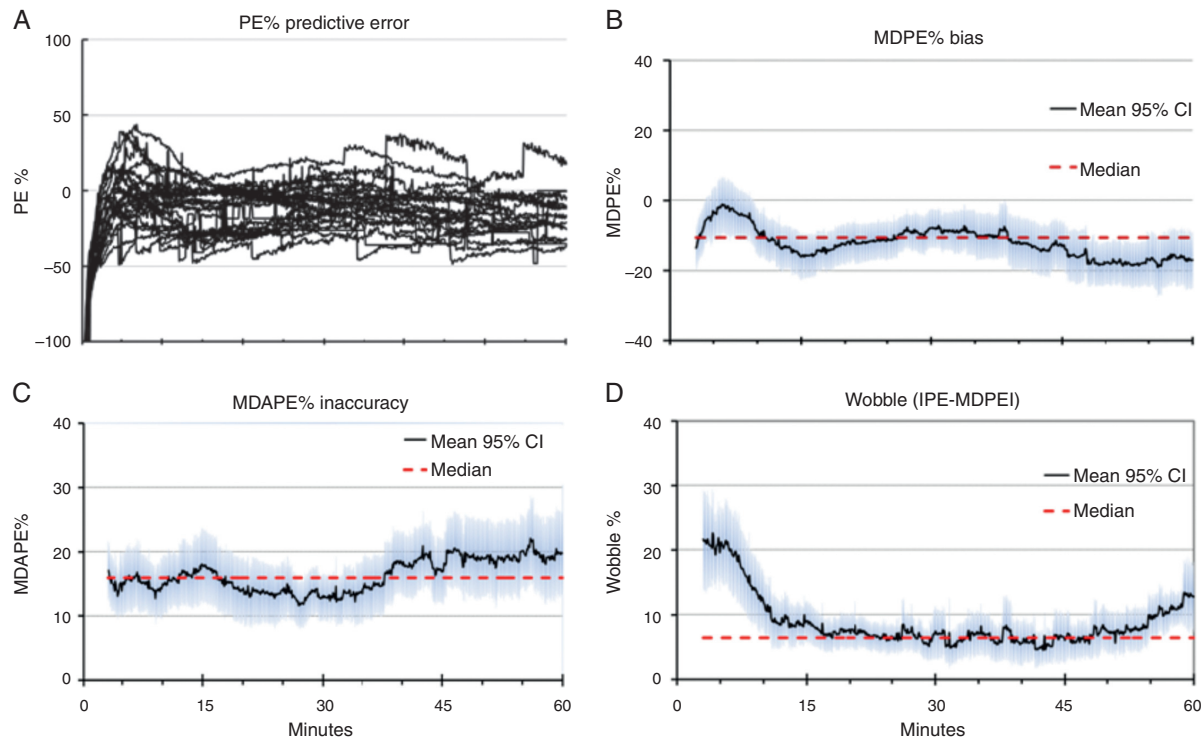 A
PE% predictive error
100
50
0
–50
–100
PE %
B
MDPE% bias
40
20
0
–20
–40
MDPE%
Mean 95% CI
Median
C
MDAPE% inaccuracy
40
30
20
10
0
MDAPE%
Mean 95% CI
Median
0
15
30
45
60
Minutes
D
Wobble (IPE-MDPEI)
40
30
20
10
0
Wobble %
Mean 95% CI
Median
0
15
30
45
60
Minutes